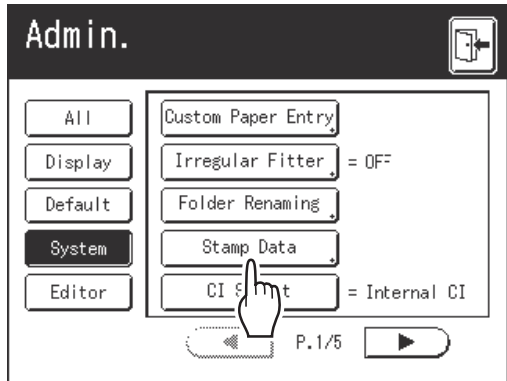 Admin.
All
Custom Paper Entry
Display
Irregular Fitter = OFF
Default
Folder Renaming
System
Stamp Data
Editor
= Internal CI
P.1/5